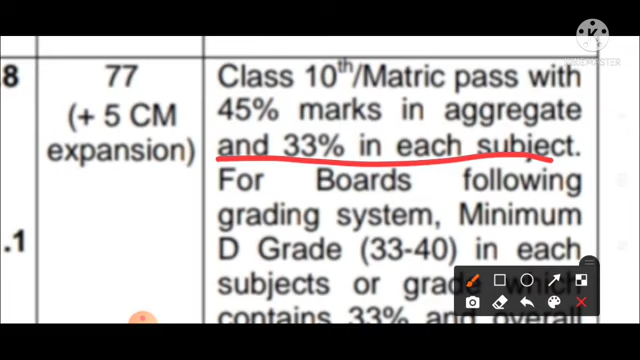 8
77
(+ 5 CM
expansion)
.1
Class 10th/Matric pass with
45% marks in aggregate
and 33% in each subject.
For Boards following
grading system, Minimum
D Grade (33-40) in each
subjects or grade which
contains 33% and overall
K
KINEMASTER